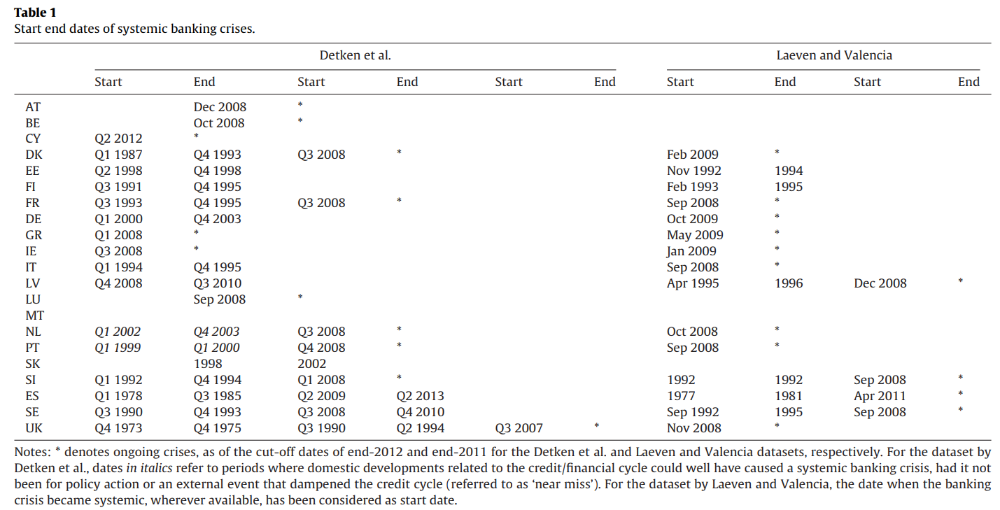 Table 1
Start end dates of systemic banking crises.
Detken et al. Laeven and Valencia
Start End Start End Start End Start End Start End
AT Dec 2008 *
BE Oct 2008 *
CY Q2 2012 *
DK Q1 1987 Q4 1993 Q3 2008 * Feb 2009 *
EE Q2 1998 Q4 1998 Nov 1992 1994
FI Q3 1991 Q4 1995 Feb 1993 1995
FR Q3 1993 Q4 1995 Q3 2008 * Sep 2008 *
DE Q1 2000 Q4 2003 Oct 2009 *
GR Q1 2008 * May 2009 *
IE Q3 2008 * Jan 2009 *
IT Q1 1994 Q4 1995 Sep 2008 *
LV Q4 2008 Q3 2010 Apr 1995 1996 Dec 2008 *
LU Sep 2008 *
MT
NL Q1 2002 Q4 2003 Q3 2008 * Oct 2008 *
PT Q1 1999 Q1 2000 Q4 2008 * Sep 2008 *
SK 1998 2002
SI Q1 1992 Q4 1994 Q1 2008 * 1992 1992 Sep 2008 *
ES Q1 1978 Q3 1985 Q2 2009 Q2 2013 1977 1981 Apr 2011 *
SE Q3 1990 Q4 1993 Q3 2008 Q4 2010 Sep 1992 1995 Sep 2008 *
UK Q4 1973 Q4 1975 Q3 1990 Q2 1994 Q3 2007 * Nov 2008 *
Notes: * denotes ongoing crises, as of the cut-off dates of end-2012 and end-2011 for the Detken et al. and Laeven and Valencia datasets, respectively. For the dataset by
Detken et al., dates in italics refer to periods where domestic developments related to the credit/financial cycle could well have caused a systemic banking crisis, had it not
been for policy action or an external event that dampened the credit cycle (referred to as ‘near miss’). For the dataset by Laeven and Valencia, the date when the banking
crisis became systemic, wherever available, has been considered as start date.